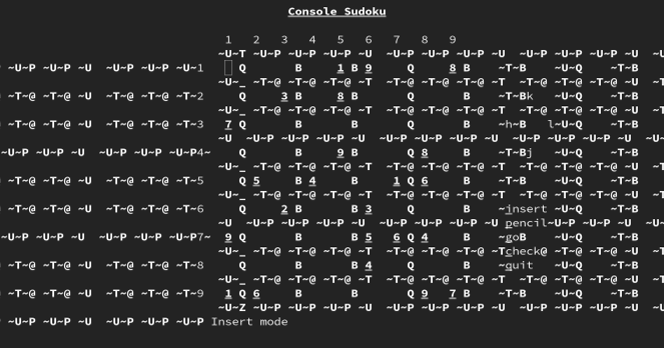 Console Sudoku
1 2 3 4 5 6 7 8 9
~U~T ~U~P ~U~P ~U~P ~U~P ~U ~U~P ~U~P ~U~P ~U ~U~P ~U~P ~U~P ~U
~U~P ~U~P ~U ~U~P ~U~P ~U~1 Q B 1 B 9 Q 8 B ~T~B ~U~Q ~T~B
~U~_ ~T~@ ~T~@ ~T ~T~@ ~T~@ ~T ~T~@ ~T~@ ~T ~T~@ ~T~@ ~T
~T~@ ~T~@ ~U ~T~@ ~T~@ ~T~2 Q 3 B 8 B Q B ~T~Bk ~U~Q ~T~B
~U~_ ~T~@ ~T~@ ~T ~T~@ ~T~@ ~T ~T~@ ~T~@ ~T ~T~@ ~T~@ ~T
~T~@ ~T~@ ~U ~T~@ ~T~@ ~T~3 7 Q B B Q B ~h~B l~U~Q ~T~B
~U ~U~P ~U~P ~U ~U~P ~U~P ~U ~U~P ~U~P ~U ~U~P ~U~P ~U
~U~P ~U~P ~U ~U~P ~U~P ~U~P4~ Q B 9 B Q 8 B ~T~Bj ~U~Q ~T~B
~U~_ ~T~@ ~T~@ ~T ~T~@ ~T~@ ~T ~T~@ ~T~@ ~T ~T~@ ~T~@ ~T
~T~@ ~T~@ ~U ~T~@ ~T~@ ~T~5 Q 5 B 4 B 1 Q 6 B ~T~B ~U~Q ~T~B
~U~_ ~T~@ ~T~@ ~T ~T~@ ~T~@ ~T ~T~@ ~T~@ ~T ~T~@ ~T~@ ~T
~T~@ ~T~@ ~U ~T~@ ~T~@ ~T~6 Q 2 B B 3 Q B ~insert ~U~Q ~T~B
~U ~U~P ~U~P ~U ~U~P ~U~P ~U ~U~P ~U~P pencil~U~P ~U~P ~U
~U~P ~U~P ~U ~U~P ~U~P ~U~P7~ 9 Q B B 5 6 Q 4 B ~goB ~U~Q ~T~B
~U~_ ~T~@ ~T~@ ~T ~T~@ ~T~@ ~T ~T~@ ~T~@ ~Tcheck@ ~T~@ ~T
~T~@ ~T~@ ~U ~T~@ ~T~@ ~T~8 Q B B 4 Q B ~quit ~U~Q ~T~B
~U~_ ~T~@ ~T~@ ~T ~T~@ ~T~@ ~T ~T~@ ~T~@ ~T ~T~@ ~T~@ ~T
~T~@ ~T~@ ~U ~T~@ ~T~@ ~T~9 1 Q 6 B B Q 9 7 B ~T~B ~U~Q ~T~B
~U~Z ~U~P ~U~P ~U ~U~P ~U~P ~U ~U~P ~U~P ~U ~U~P ~U~P ~U
~U~P ~U~P ~U ~U~P ~U~P ~U~P Insert mode